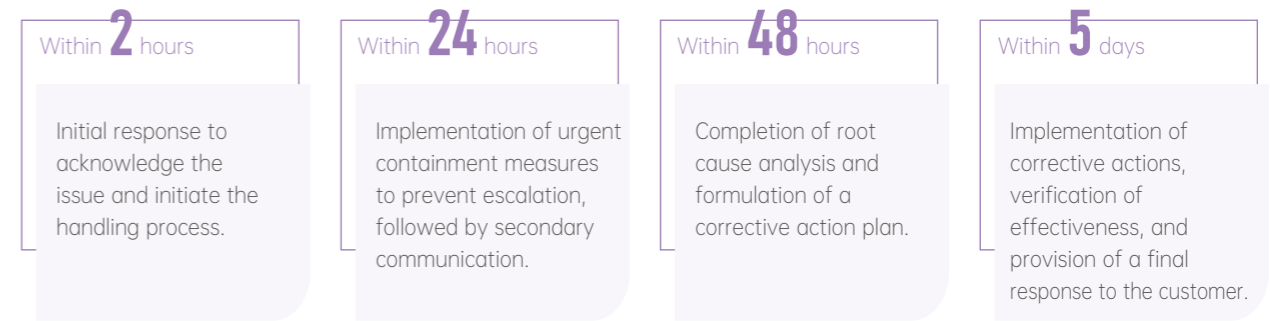 Within 2 hours
Initial response to
acknowledge the
issue and initiate the
handling process.
Within 24 hours
Implementation of urgent
containment measures
to prevent escalation,
followed by secondary
communication.
Within 48 hours
Completion of root
cause analysis and
formulation of a
corrective action plan.
Within 5 days
Implementation of
corrective actions,
verification of
effectiveness, and
provision of a final
response to the customer.